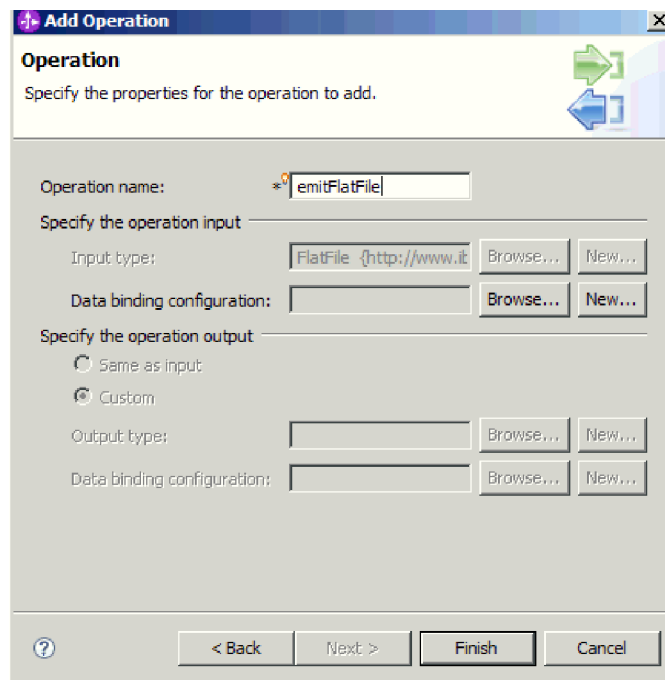 Add Operation
Operation
Specify the properties for the operation to add.
Operation name: * emitFlatFile
Specify the operation input
Input type: FlatFile {http://www.it Browse... New...
Data binding configuration: Browse... New...
Specify the operation output
Same as input
Custom
Output type: Browse... New...
Data binding configuration: Browse... New...
? < Back Next > Finish Cancel